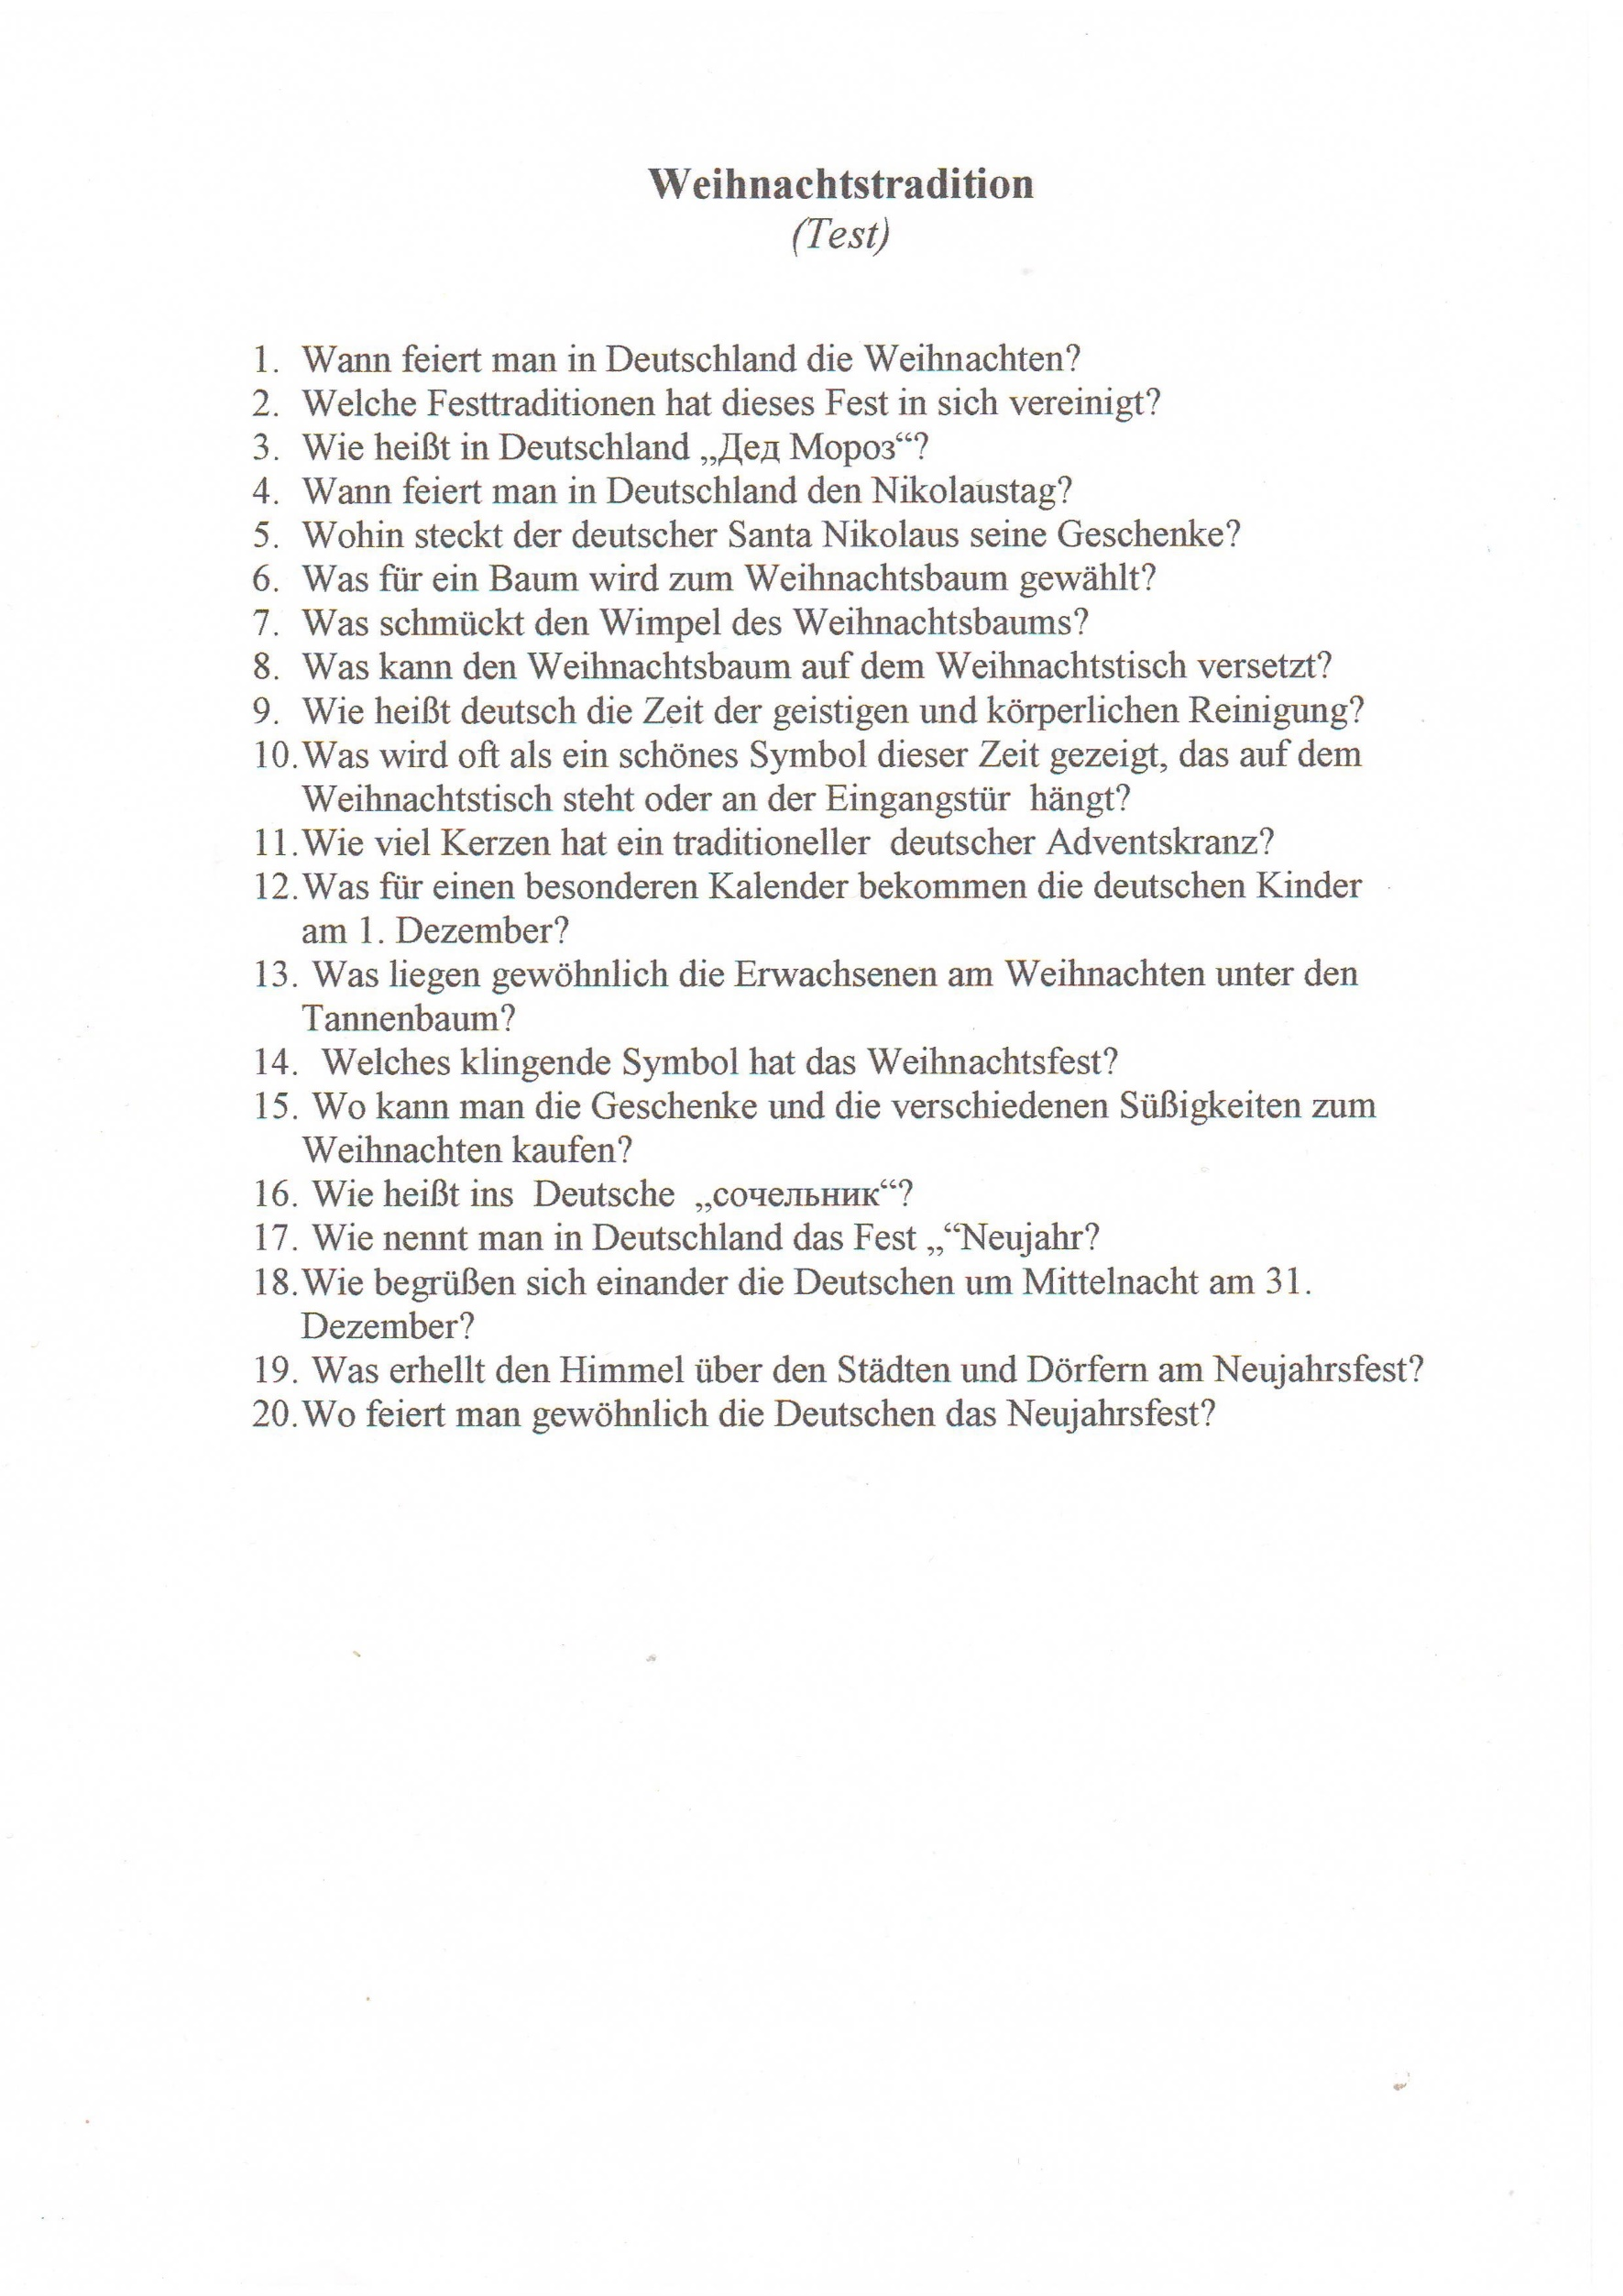 Weihnachtstradition
(Test)
1. Wann feiert man in Deutschland die Weihnachten?
2. Welche Festtraditionen hat dieses Fest in sich vereinigt?
3. Wie heißt in Deutschland „Дед Мороз“?
4. Wann feiert man in Deutschland den Nikolaustag?
5. Wohin steckt der deutscher Santa Nikolaus seine Geschenke?
6. Was für ein Baum wird zum Weihnachtsbaum gewählt?
7. Was schmückt den Wimpel des Weihnachtsbaums?
8. Was kann den Weihnachtsbaum auf dem Weihnachtstisch versetzt?
9. Wie heißt deutsch die Zeit der geistigen und körperlichen Reinigung?
10. Was wird oft als ein schönes Symbol dieser Zeit gezeigt, das auf dem
Weihnachtstisch steht oder an der Eingangstür hängt?
11. Wie viel Kerzen hat ein traditioneller deutscher Adventskranz?
12. Was für einen besonderen Kalender bekommen die deutschen Kinder
am 1. Dezember?
13. Was liegen gewöhnlich die Erwachsenen am Weihnachten unter den
Tannenbaum?
14. Welches klingende Symbol hat das Weihnachtsfest?
15. Wo kann man die Geschenke und die verschiedenen Süßigkeiten zum
Weihnachten kaufen?
16. Wie heißt ins Deutsche „сочельник“?
17. Wie nennt man in Deutschland das Fest „“Neujahr?
18. Wie begrüßen sich einander die Deutschen um Mittelnacht am 31.
Dezember?
19. Was erhellt den Himmel über den Städten und Dörfern am Neujahrsfest?
20. Wo feiert man gewöhnlich die Deutschen das Neujahrsfest?